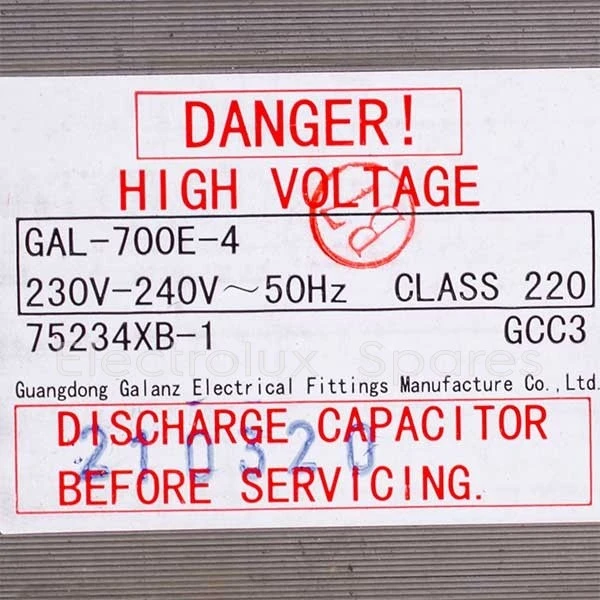 DANGER!
HIGH VOLTAGE
GAL-700E-4
230V-240V~50Hz CLASS 220
75234XB-1 GCC3
Electrolux Spares
Guangdong Galanz Electrical Fittings Manufacture Co.,Ltd.
DISCHARGE CAPACITOR
210320
BEFORE SERVICING.